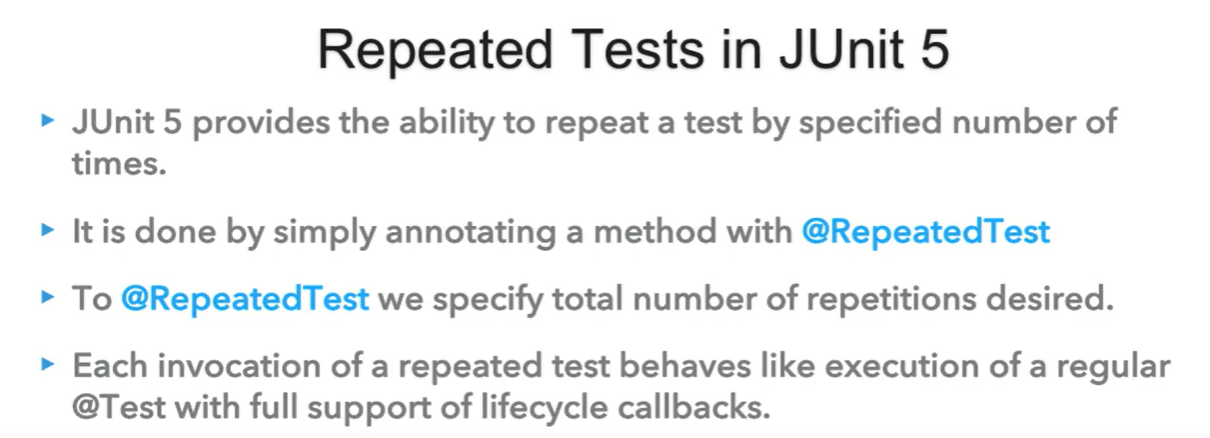 Repeated Tests in JUnit 5
JUnit 5 provides the ability to repeat a test by specified number of
times.
It is done by simply annotating a method with @RepeatedTest
To @RepeatedTest we specify total number of repetitions desired.
Each invocation of a repeated test behaves like execution of a regular
@Test with full support of lifecycle callbacks.